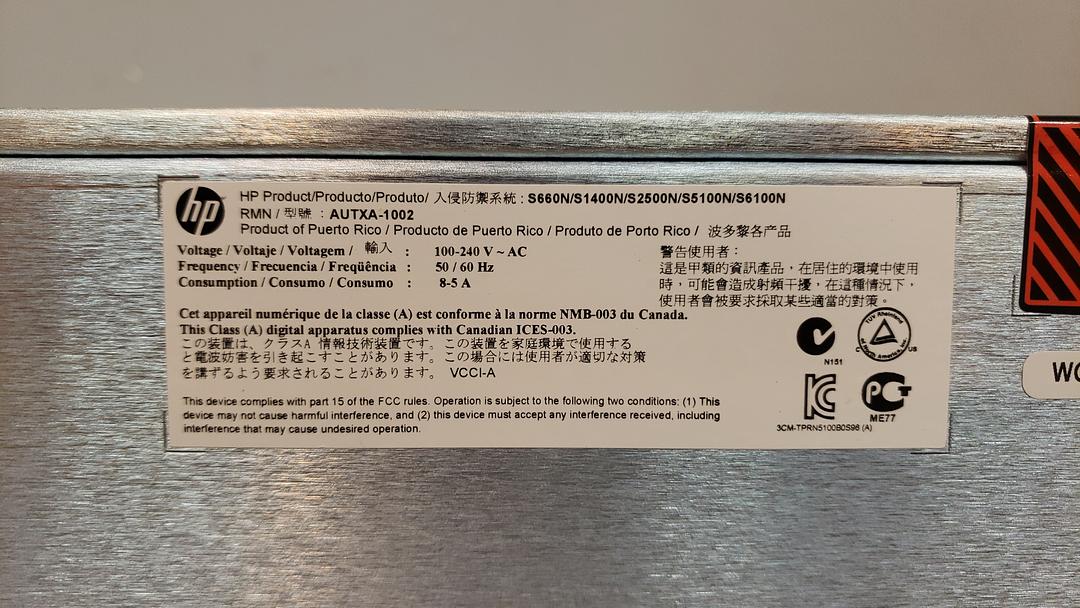 hp
HP Product/Producto/Produto/ 入侵防禦系統 : S660N/S1400N/S2500N/S5100N/S6100N
RMN / 型號 : AUTXA-1002
Product of Puerto Rico / Producto de Puerto Rico / Produto de Porto Rico / 波多黎各产品
Voltage / Voltaje / Voltagem / 輸入 : 100-240 V ~ AC
Frequency / Frecuencia / Freqüência : 50 / 60 Hz
Consumption / Consumo / Consumo : 8-5 A
警告使用者：
這是甲類的資訊產品，在居住的環境中使用
時，可能會造成射頻干擾，在這種情況下，
使用者會被要求採取某些適當的對策。
Cet appareil numérique de la classe (A) est conforme à la norme NMB-003 du Canada.
This Class (A) digital apparatus complies with Canadian ICES-003.
この装置は、クラスA 情報技術装置です。この装置を家庭環境で使用する
と電波妨害を引き起こすことがあります。この場合には使用者が適切な対策
を講ずるよう要求されることがあります。 VCCI-A
This device complies with part 15 of the FCC rules. Operation is subject to the following two conditions: (1) This
device may not cause harmful interference, and (2) this device must accept any interference received, including
interference that may cause undesired operation.
N151
TUV Rheinland
of North America, Inc.
C US
ME77
3CM-TPRN5100B0S96 (A)
WO